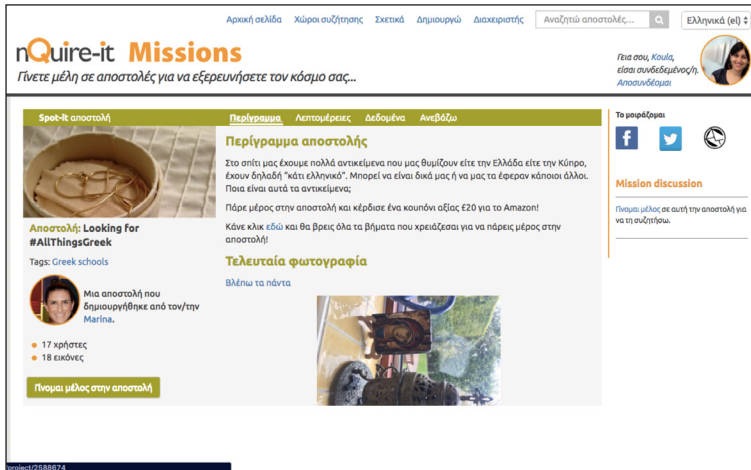 Αρχική σελίδα Χώροι συζήτησης Σχετικά Δημιουργώ Διαχειριστής Αναζητώ αποστολές... Ελληνικά (el)
nQuire-it Missions
Γίνετε μέλη σε αποστολές για να εξερευνήσετε τον κόσμο σας...
Γεια σου, Koula,
είσαι συνδεδεμένος/η.
Αποσυνδέομαι
Spot-it αποστολή
Περίγραμμα Λεπτομέρειες Δεδομένα Ανεβάζω
Περίγραμμα αποστολής
Στο σπίτι μας έχουμε πολλά αντικείμενα που μας θυμίζουν είτε την Ελλάδα είτε την Κύπρο,
έχουν δηλαδή "κάτι ελληνικό". Μπορεί να είναι δικά μας ή να μας τα έφεραν κάποιοι άλλοι.
Ποια είναι αυτά τα αντικείμενα;
Πάρε μέρος στην αποστολή και κέρδισε ένα κουπόνι αξίας £20 για το Amazon!
Κάνε κλικ εδώ και θα βρεις όλα τα βήματα που χρειάζεσαι για να πάρεις μέρος στην
αποστολή!
Τελευταία φωτογραφία
Βλέπω τα πάντα
Αποστολή: Looking for
#AllThingsGreek
Tags: Greek schools
Μια αποστολή που
δημιουργήθηκε από τον/την
Marina.
17 χρήστες
18 εικόνες
Γίνομαι μέλος στην αποστολή
Το μοιράζομαι
Mission discussion
Γίνομαι μέλος σε αυτή την αποστολή για
να τη συζητήσω.
/project/2588674